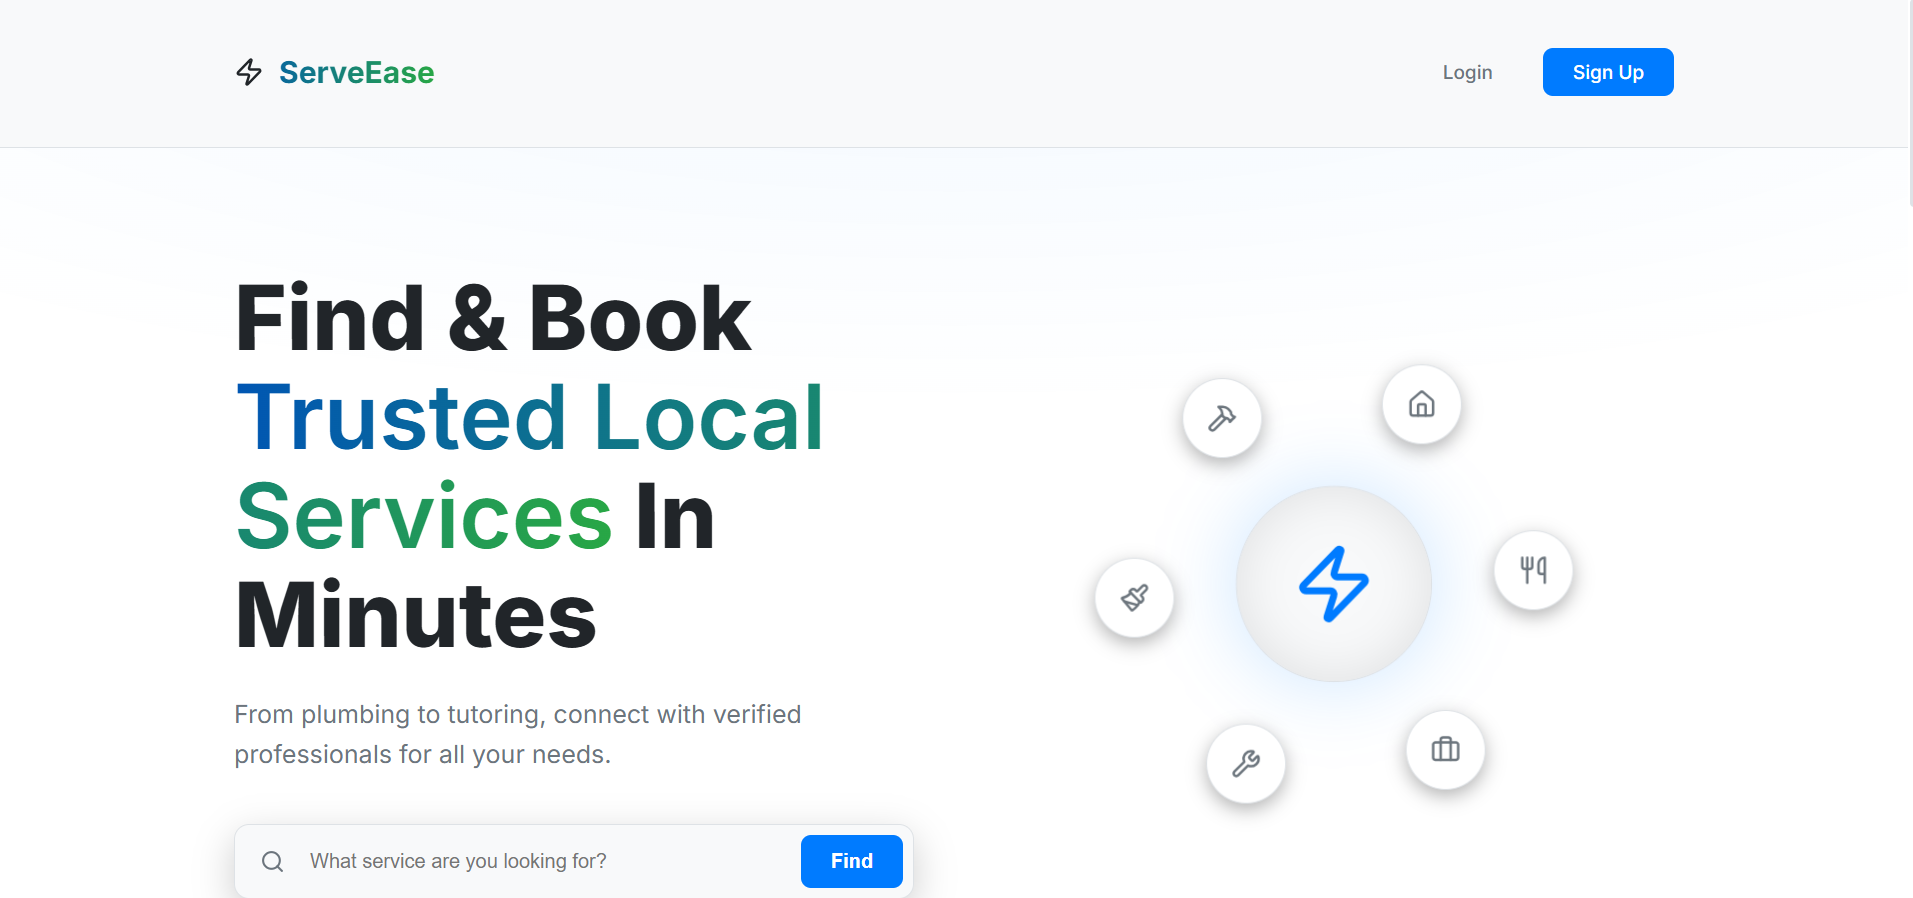 ServeEase
Login
Sign Up
Find & Book
Trusted Local
Services In
Minutes
From plumbing to tutoring, connect with verified
professionals for all your needs.
What service are you looking for?
Find